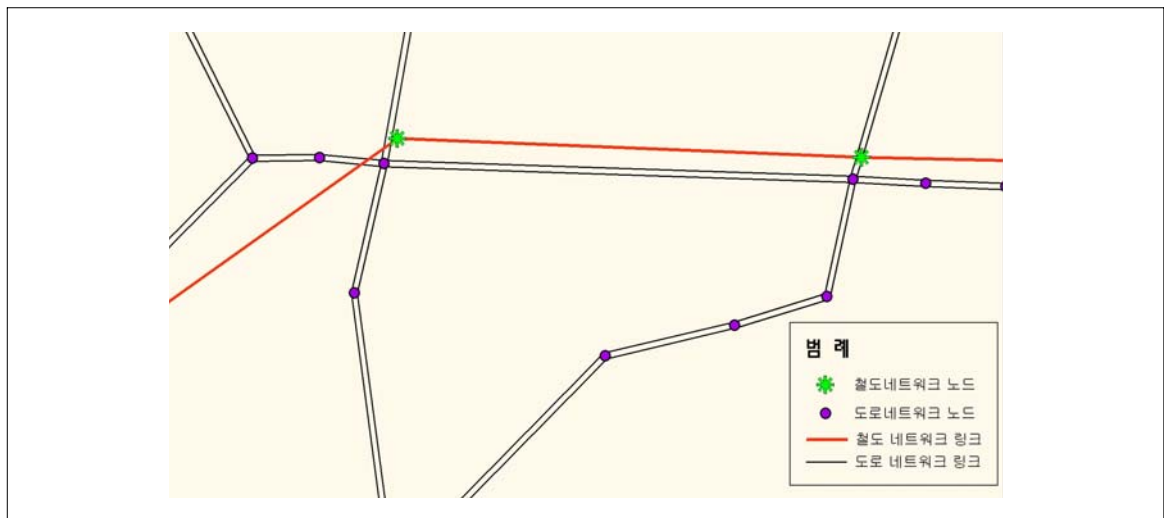 범 례
철도네트워크 노드
도로네트워크 노드
철도 네트워크 링크
도로 네트워크 링크